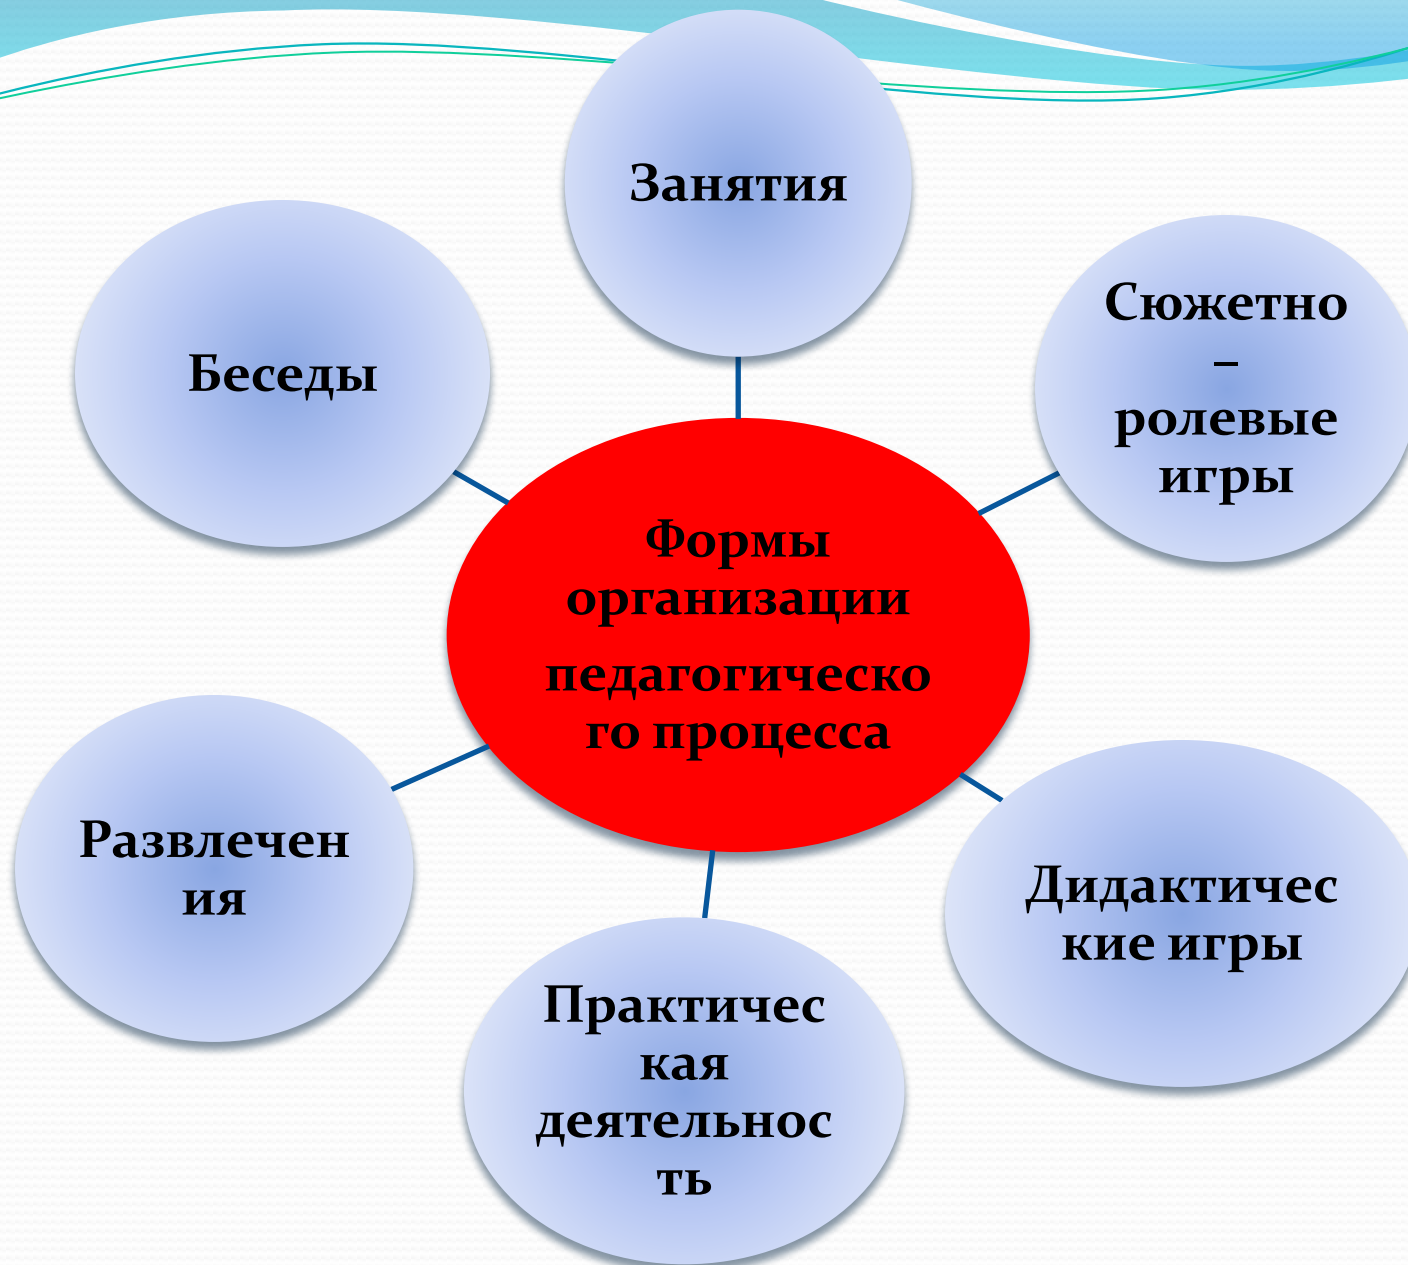 Занятия
Беседы
Сюжетно
–
ролевые
игры
Формы
организации
педагогическо
го процесса
Развлечен
ия
Дидактичес
кие игры
Практичес
кая
деятельнос
ть